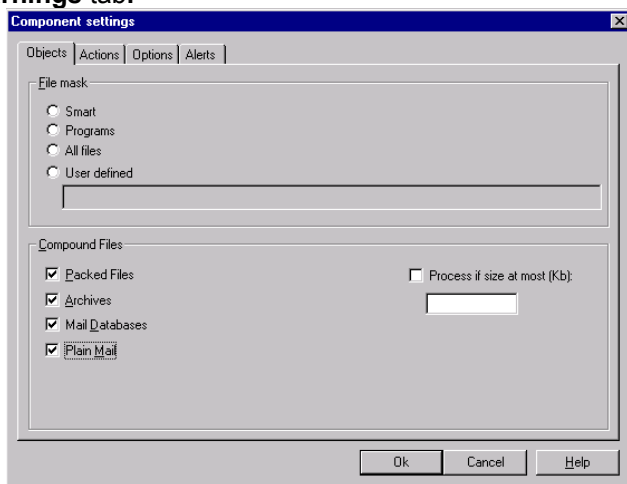 Things tab.
Component settings
Objects Actions Options Alerts
File mask
Smart
Programs
All files
User defined
Compound Files
Packed Files
Process if size at most (Kb):
Archives
Mail Databases
Plain Mail
Ok Cancel Help